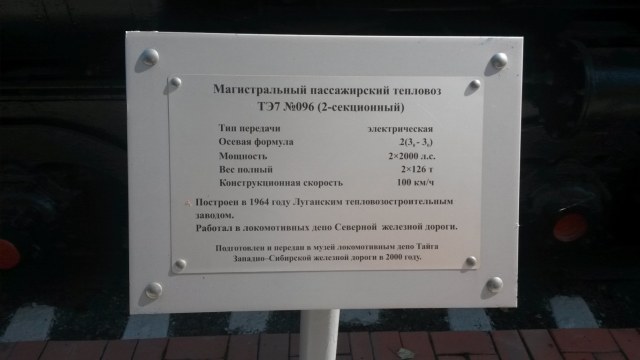 Магистральный пассажирский тепловоз
ТЭ7 №096 (2-секционный)
Тип передачи электрическая
Осевая формула 2(3₀- 3₀)
Мощность 2×2000 л.с.
Вес полный 2×126 т
Конструкционная скорость 100 км/ч
Построен в 1964 году Луганским тепловозостроительным
заводом.
Работал в локомотивных депо Северной железной дороги.
Подготовлен и передан в музей локомотивным депо Тайга
Западно–Сибирской железной дороги в 2000 году.